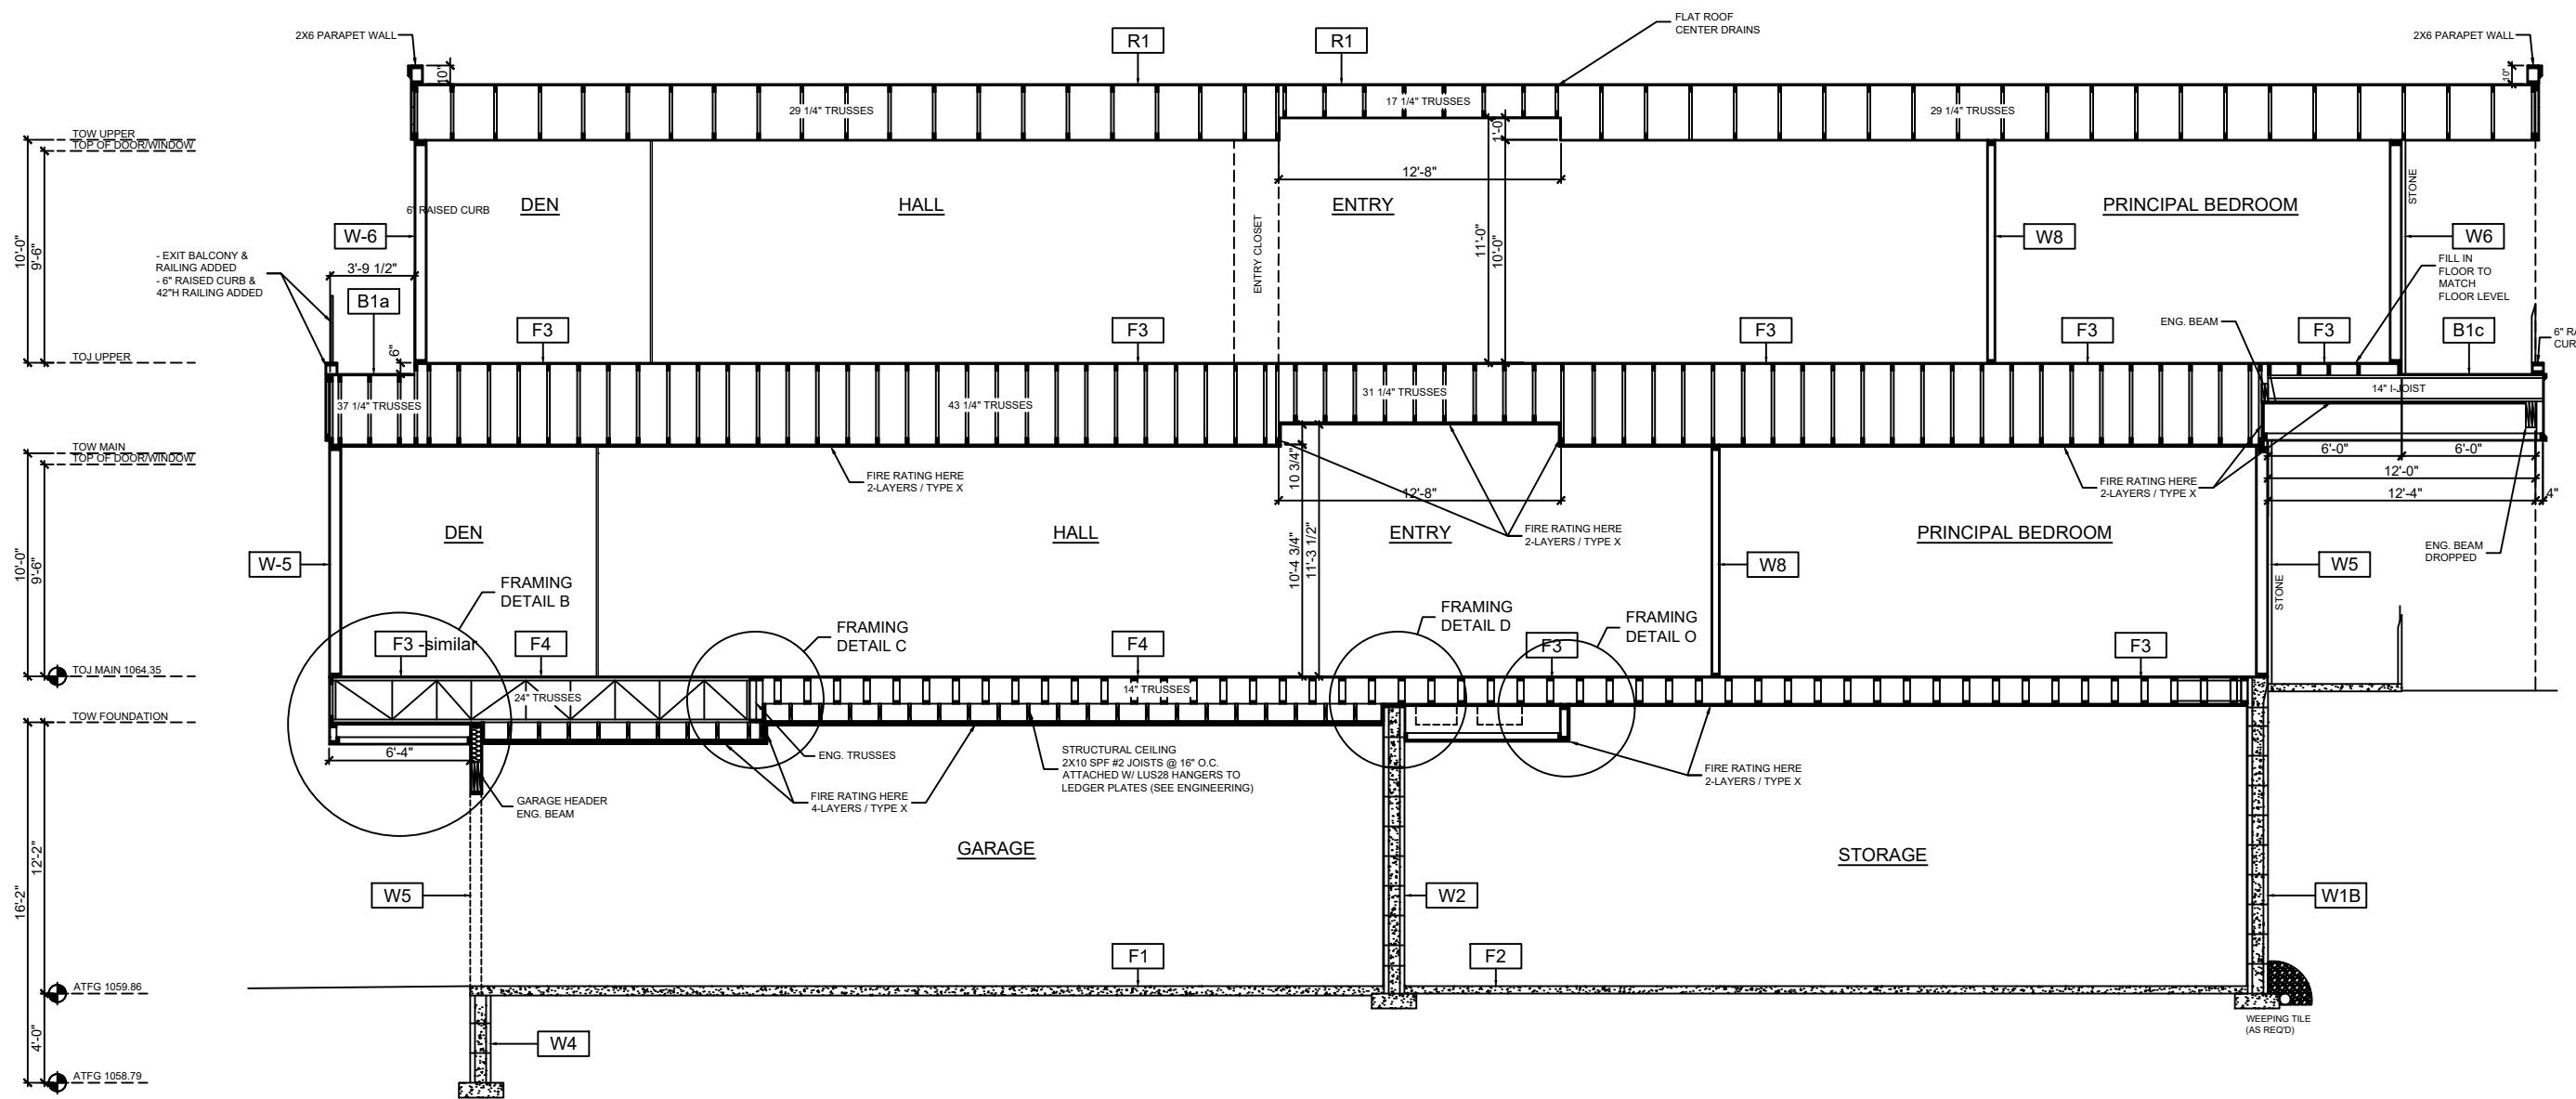 FLAT ROOF
CENTER DRAINS
2X6 PARAPET WALL
R1
R1
2X6 PARAPET WALL
10"
10"
29 1/4" TRUSSES
17 1/4" TRUSSES
29 1/4" TRUSSES
TOW UPPER
TOP OF DOOR/WINDOW
1'-0"
12'-8"
10'-0"
9'-6"
6" RAISED CURB
DEN
HALL
ENTRY CLOSET
ENTRY
11'-0"
10'-0"
PRINCIPAL BEDROOM
STONE
W-6
W8
W6
- EXIT BALCONY &
RAILING ADDED
- 6" RAISED CURB &
42"H RAILING ADDED
3'-9 1/2"
B1a
FILL IN
FLOOR TO
MATCH
FLOOR LEVEL
ENG. BEAM
F3
F3
F3
F3
F3
B1c
6" RA
CUR
TOJ UPPER
6"
37 1/4" TRUSSES
43 1/4" TRUSSES
31 1/4" TRUSSES
14" I-JOIST
TOW MAIN
TOP OF DOOR/WINDOW
6'-0"
6'-0"
12'-0"
12'-4"
4"
FIRE RATING HERE
2-LAYERS / TYPE X
10 3/4"
12'-8"
FIRE RATING HERE
2-LAYERS / TYPE X
10'-0"
9'-6"
DEN
HALL
10'-4 3/4"
11'-3 1/2"
ENTRY
FIRE RATING HERE
2-LAYERS / TYPE X
PRINCIPAL BEDROOM
ENG. BEAM
DROPPED
W-5
W8
W5
STONE
FRAMING
DETAIL B
FRAMING
DETAIL C
FRAMING
DETAIL D
FRAMING
DETAIL O
F3 -similar
F4
F4
F3
F3
TOJ MAIN 1064.35
24" TRUSSES
14" TRUSSES
TOW FOUNDATION
6'-4"
ENG. TRUSSES
STRUCTURAL CEILING
2X10 SPF #2 JOISTS @ 16" O.C.
ATTACHED W/ LUS28 HANGERS TO
LEDGER PLATES (SEE ENGINEERING)
FIRE RATING HERE
2-LAYERS / TYPE X
GARAGE HEADER
ENG. BEAM
FIRE RATING HERE
4-LAYERS / TYPE X
16'-2"
12'-2"
GARAGE
STORAGE
W5
W2
W1B
F1
F2
ATFG 1059.86
WEEPING TILE
(AS REQ'D)
4'-0"
W4
ATFG 1058.79